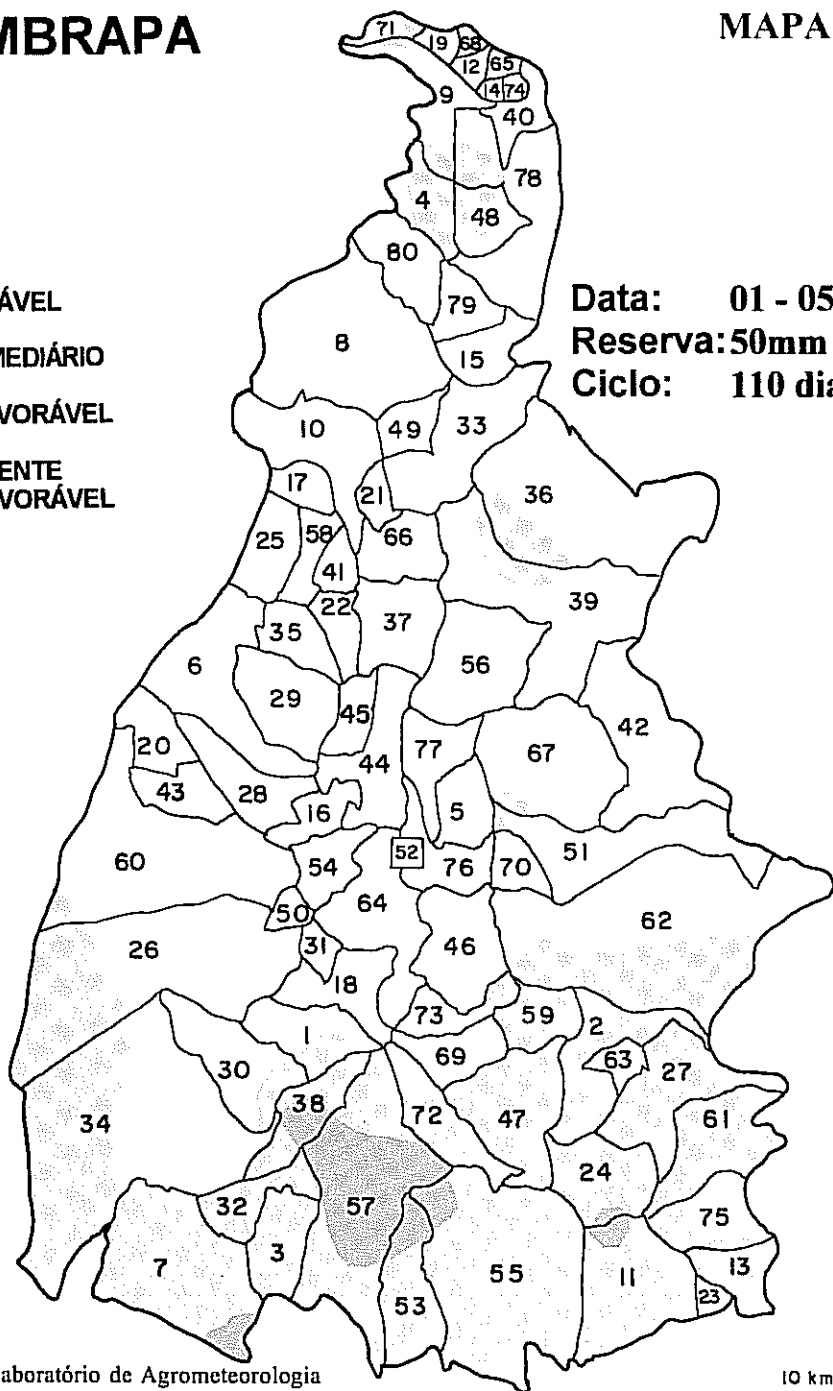 MBRAPA
MAPA
ÁVEL
MEDIÁRIO
VORÁVEL
ENTE
VORÁVEL
Data: 01 - 05
Reserva: 50mm
Ciclo: 110 dia
71 19 68
12 65
9 14 74
40
78
4
48
80
79
8
15
10 49 33
17
21 36
25 58 66
41
22 39
35 37
6 56
29
45 42
20 77 67
44
43 28
16 5
52 51
60 54 76 70
50 64
62
26 31 46
18
73 59 2
1
30 69 63 27
38
34 72 47 61
24
32 57 75
7 3
55 11 13
53 23
aboratório de Agrometeorologia
10 km